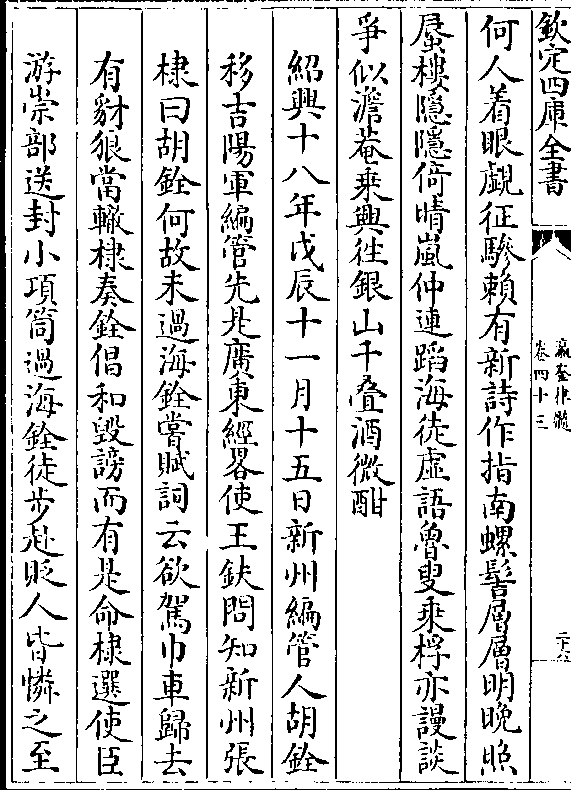 欽定四庫全書
瀛奎律髓
卷四十三
何人着眼覷征驂賴有新詩作指南螺髻層層明晚照
蜃樓隱隱倚晴嵐仲連蹈海徒虛語魯叟乘桴亦謾談
爭似澹菴乘興往銀山千叠酒微酣
紹興十八年戊辰十一月十五日新州編管人胡銓
移吉陽軍編管先是廣東經畧使王鈇問知新州張
棣曰胡銓何故未過海銓嘗賦詞云欲駕巾車歸去
有豺狼當轍棣奏銓倡和毀謗而有是命棣選使臣
游崇部送封小項筒過海銓徒步赴貶人皆憐之至